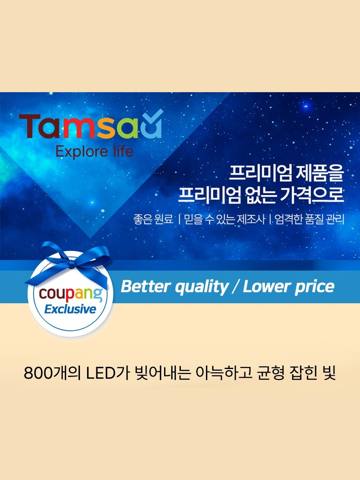 Tamsaa
Explore life
프리미엄 제품을
프리미엄 없는 가격으로
좋은 원료 | 믿을 수 있는 제조사 | 엄격한 품질 관리
coupang
Exclusive
Better quality / Lower price
800개의 LED가 빚어내는 아늑하고 균형 잡힌 빛